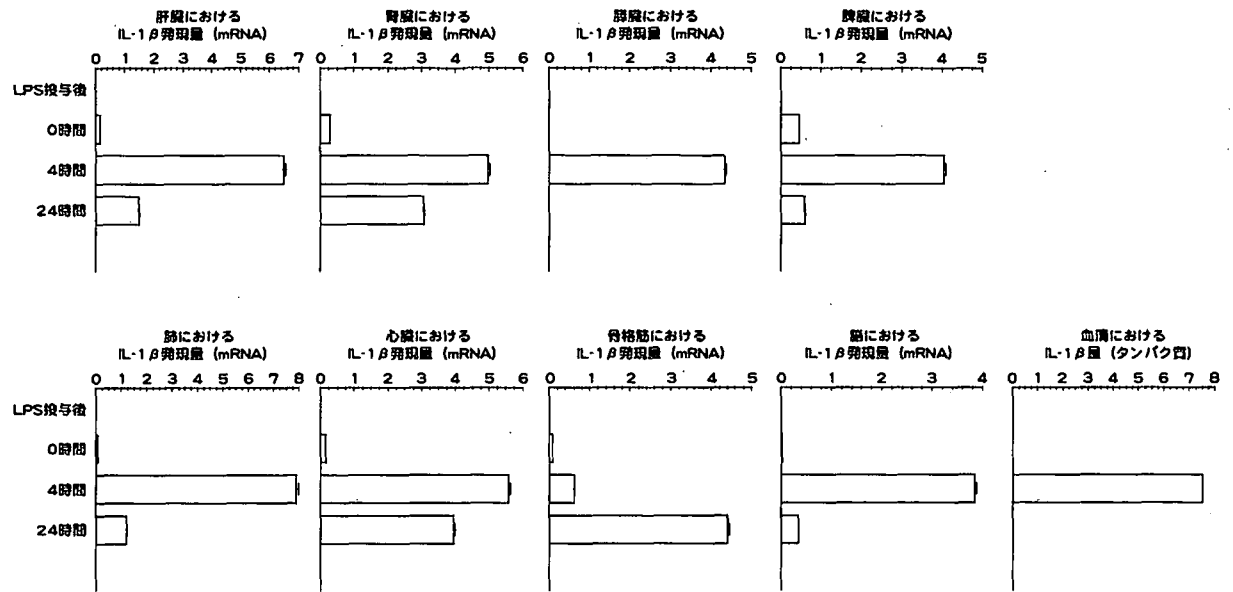 肝臓における
IL-1β発現量 (mRNA)
0 1 2 3 4 5 6 7
腎臓における
IL-1β発現量 (mRNA)
0 1 2 3 4 5 6
膵臓における
IL-1β発現量 (mRNA)
0 1 2 3 4 5
脾臓における
IL-1β発現量 (mRNA)
0 1 2 3 4 5
LPS投与後
0時間
4時間
24時間
肺における
IL-1β発現量 (mRNA)
0 1 2 3 4 5 6 7 8
心臓における
IL-1β発現量 (mRNA)
0 1 2 3 4 5 6
骨格筋における
IL-1β発現量 (mRNA)
0 1 2 3 4 5
脳における
IL-1β発現量 (mRNA)
0 1 2 3 4
血清における
IL-1β量 (タンパク質)
0 1 2 3 4 5 6 7 8
LPS投与後
0時間
4時間
24時間